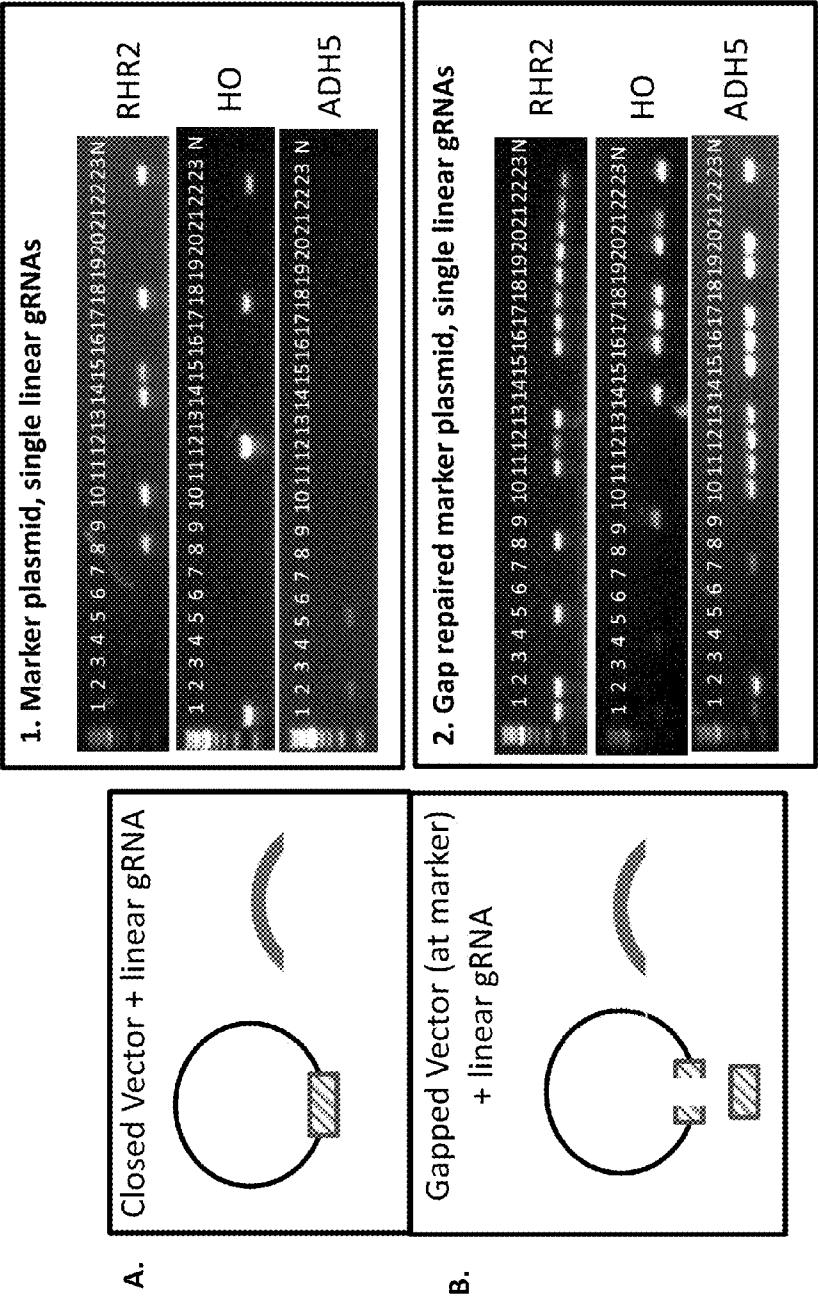 A.
Closed Vector + linear gRNA
B.
Gapped Vector (at marker)
+ linear gRNA
1. Marker plasmid, single linear gRNAs
1 2 3 4 5 6 7 8 9 10 11 12 13 14 15 16 17 18 19 20 21 22 23 N
RHR2
1 2 3 4 5 6 7 8 9 10 11 12 13 14 15 16 17 18 19 20 21 22 23 N
HO
1 2 3 4 5 6 7 8 9 10 11 12 13 14 15 16 17 18 19 20 21 22 23 N
ADH5
2. Gap repaired marker plasmid, single linear gRNAs
1 2 3 4 5 6 7 8 9 10 11 12 13 14 15 16 17 18 19 20 21 22 23 N
RHR2
1 2 3 4 5 6 7 8 9 10 11 12 13 14 15 16 17 18 19 20 21 22 23 N
HO
1 2 3 4 5 6 7 8 9 10 11 12 13 14 15 16 17 18 19 20 21 22 23 N
ADH5